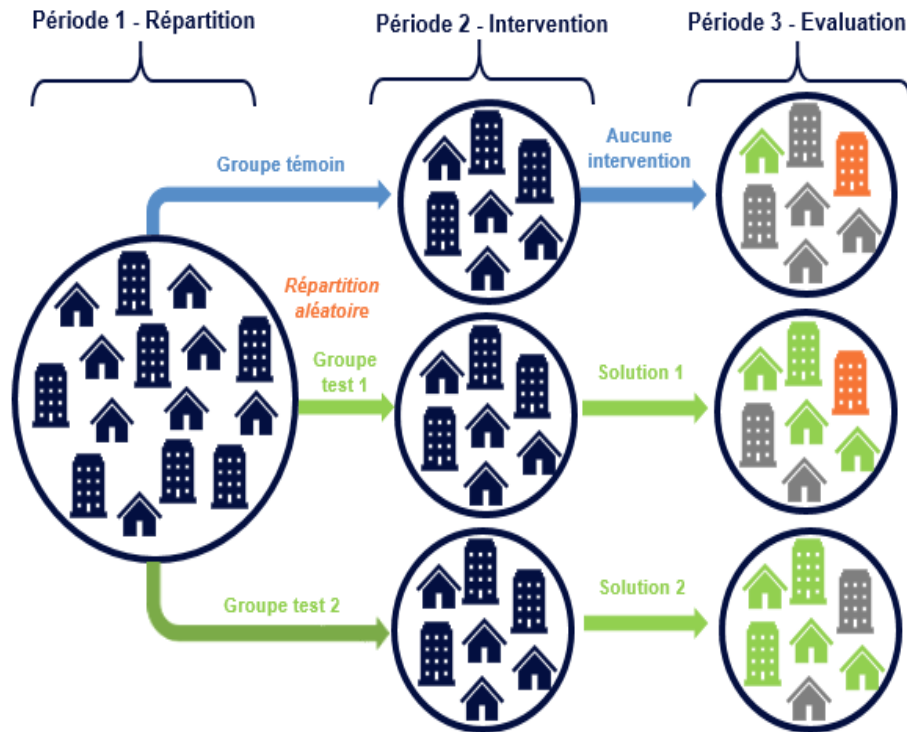 Période 1 - Répartition
Période 2 - Intervention
Période 3 - Evaluation
Groupe témoin
Aucune
intervention
Répartition
aléatoire
Groupe
test 1
Solution 1
Groupe test 2
Solution 2